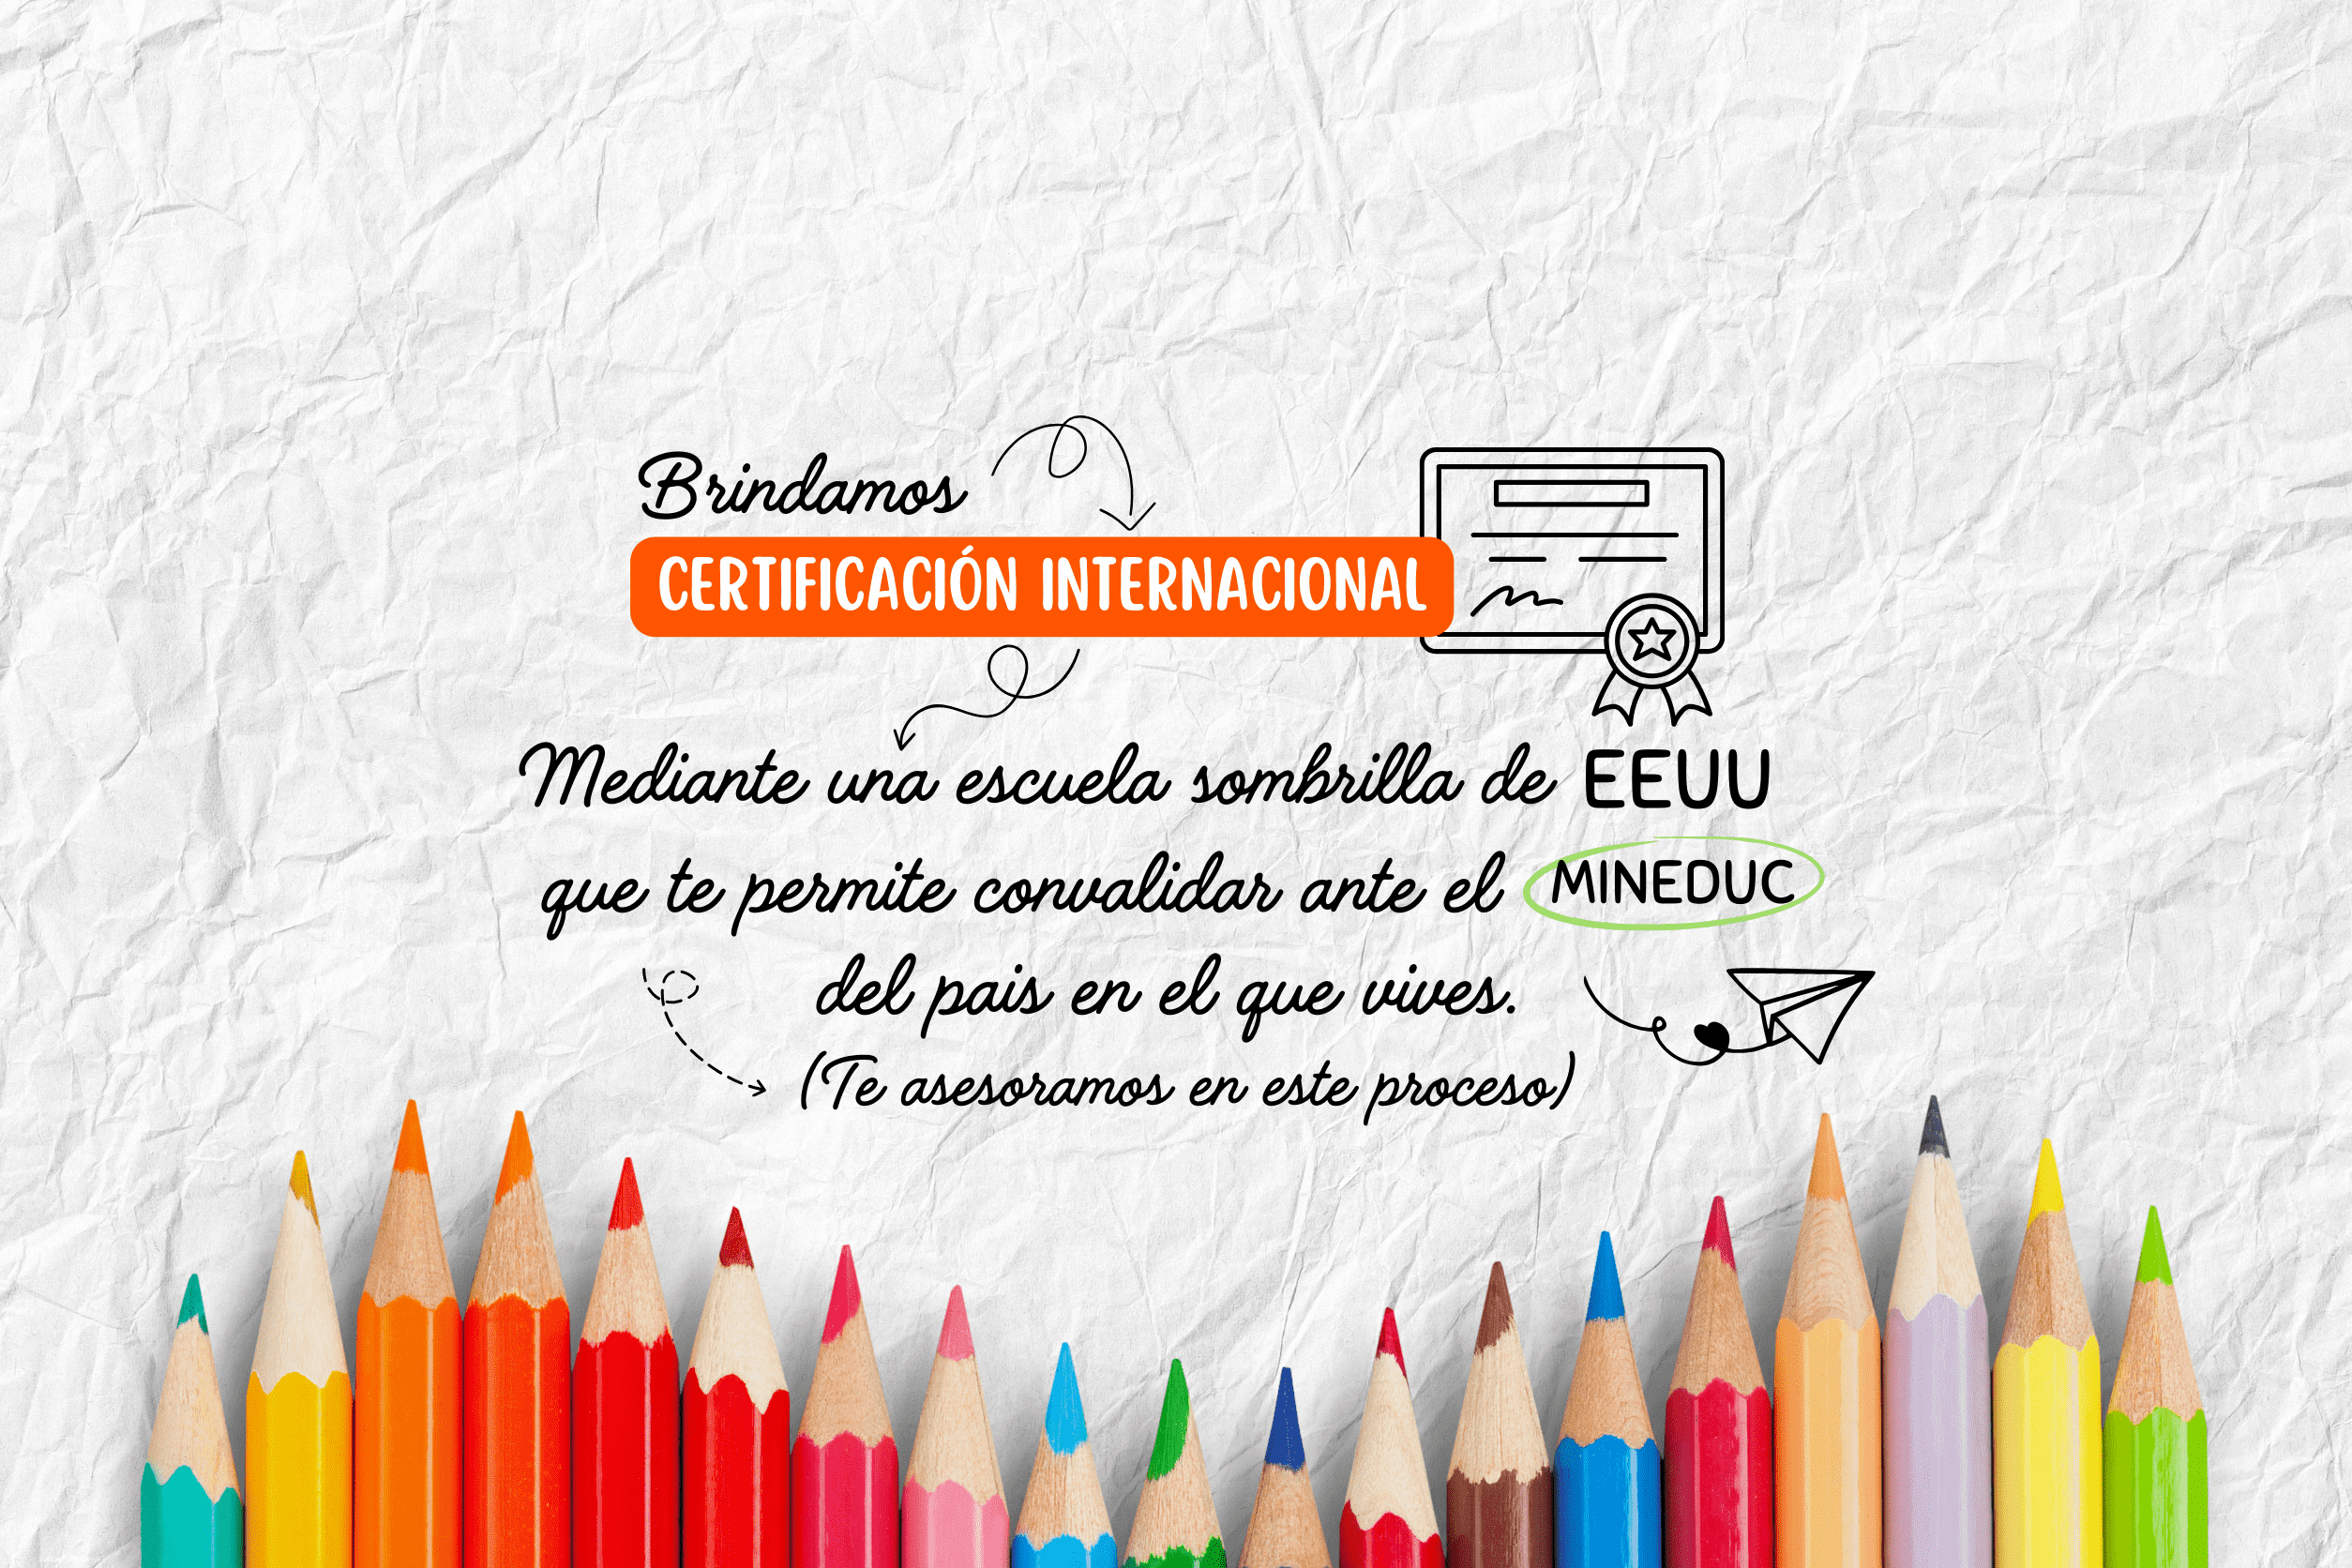 Brindamos
CERTIFICACIÓN INTERNACIONAL
Mediante una escuela sombrilla de EEUU
que te permite convalidar ante el MINEDUC
del pais en el que vives.
(Te asesoramos en este proceso)